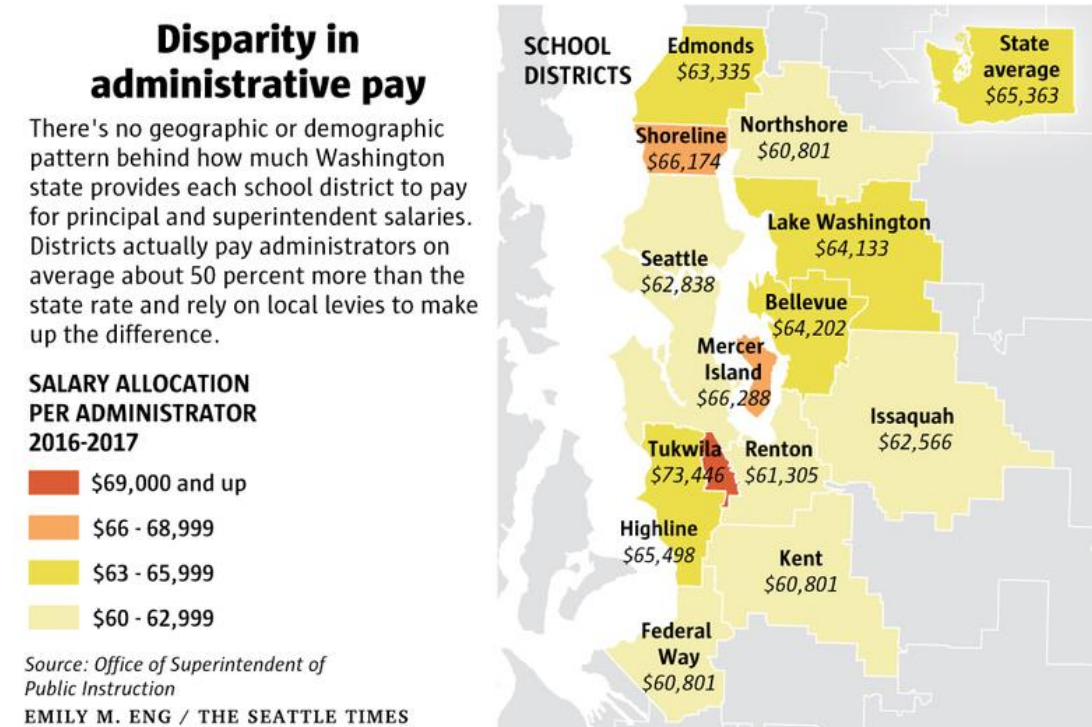 Disparity in
administrative pay
There's no geographic or demographic
pattern behind how much Washington
state provides each school district to pay
for principal and superintendent salaries.
Districts actually pay administrators on
average about 50 percent more than the
state rate and rely on local levies to make
up the difference.
SALARY ALLOCATION
PER ADMINISTRATOR
2016-2017
$69,000 and up
$66 - 68,999
$63 - 65,999
$60 - 62,999
Source: Office of Superintendent of
Public Instruction
EMILY M. ENG / THE SEATTLE TIMES
SCHOOL
DISTRICTS
Edmonds
$63,335
State
average
$65,363
Shoreline
$66,174
Northshore
$60,801
Lake Washington
$64,133
Seattle
$62,838
Bellevue
$64,202
Mercer
Island
$66,288
Issaquah
$62,566
Tukwila
$73,446
Renton
$61,305
Highline
$65,498
Kent
$60,801
Federal
Way
$60,801